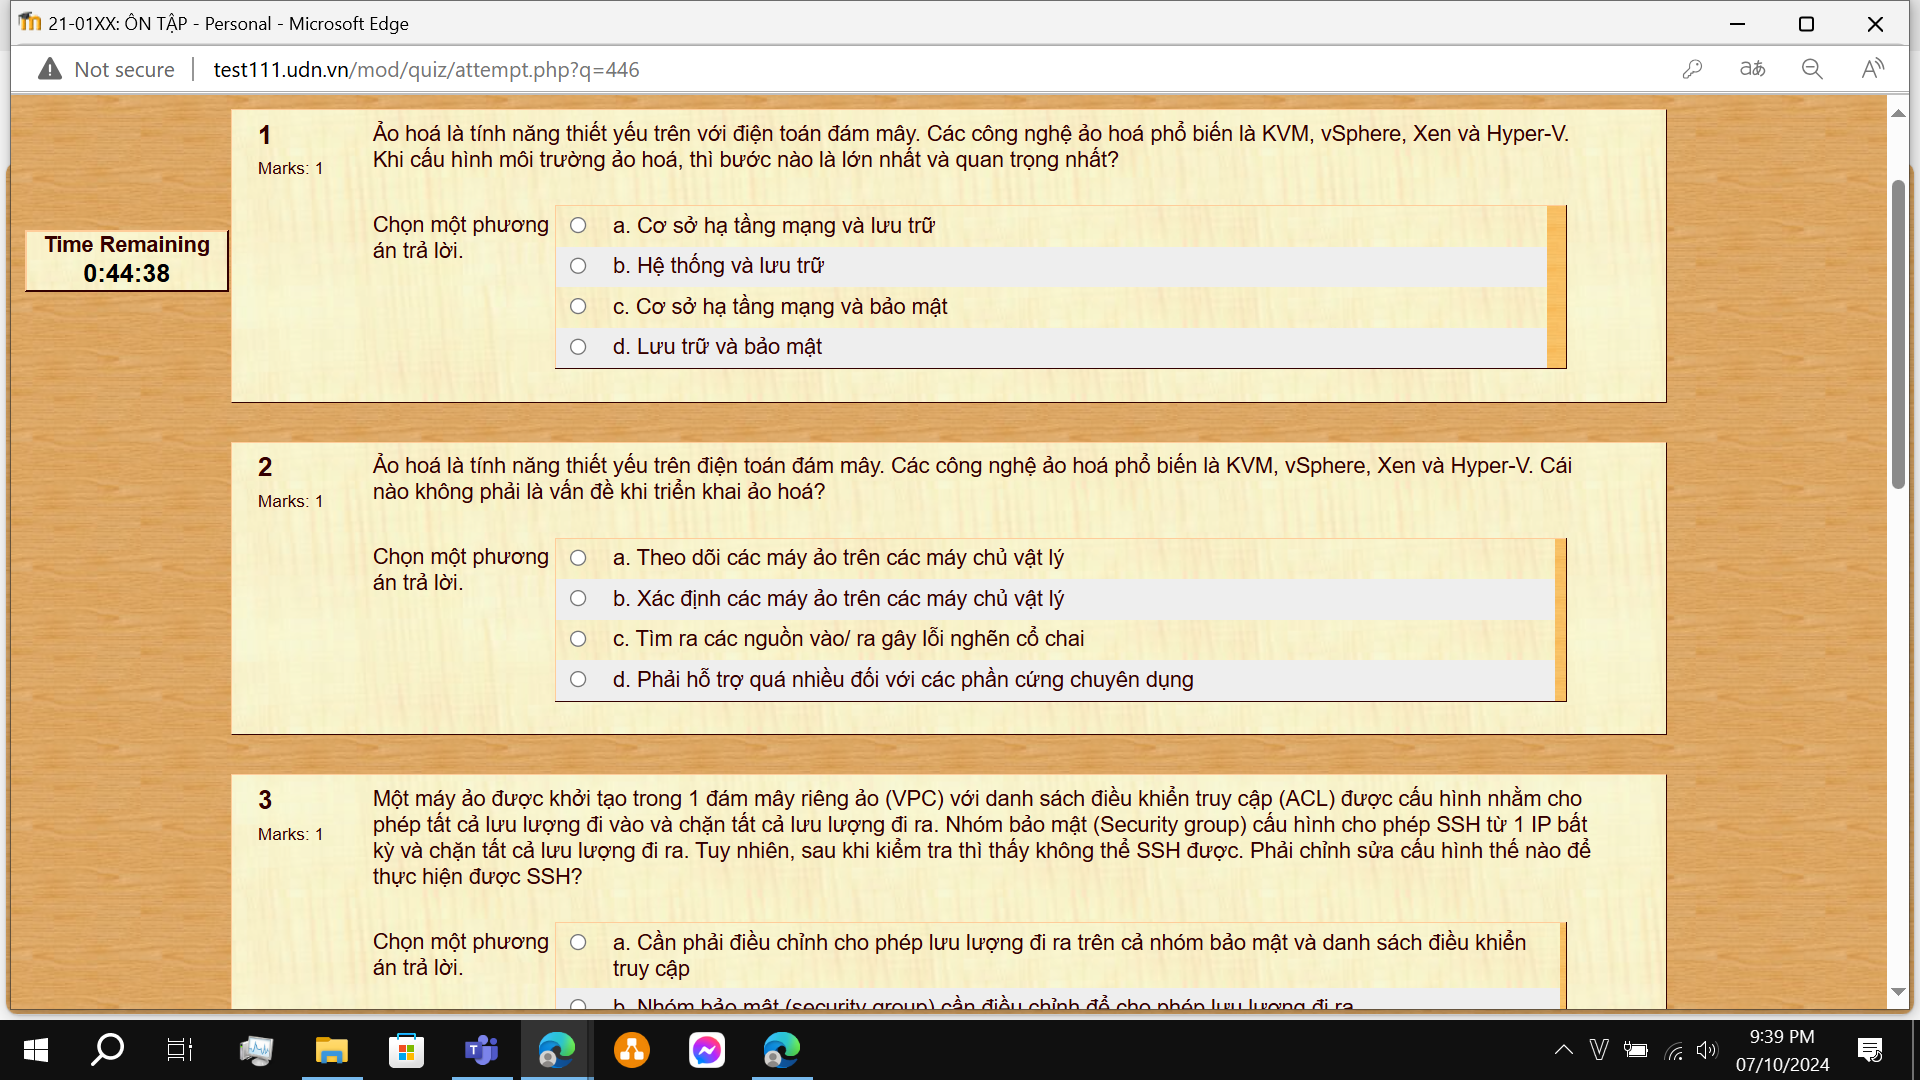 21-01XX: ÔN TẬP - Personal - Microsoft Edge
Not secure
test111.udn.vn/mod/quiz/attempt.php?q=446
Time Remaining
0:44:38
1
Marks: 1
Ảo hoá là tính năng thiết yếu trên với điện toán đám mây. Các công nghệ ảo hoá phổ biến là KVM, vSphere, Xen và Hyper-V.
Khi cấu hình môi trường ảo hoá, thì bước nào là lớn nhất và quan trọng nhất?
Chọn một phương
án trả lời.
a. Cơ sở hạ tầng mạng và lưu trữ
b. Hệ thống và lưu trữ
c. Cơ sở hạ tầng mạng và bảo mật
d. Lưu trữ và bảo mật
2
Marks: 1
Ảo hoá là tính năng thiết yếu trên điện toán đám mây. Các công nghệ ảo hoá phổ biến là KVM, vSphere, Xen và Hyper-V. Cái
nào không phải là vấn đề khi triển khai ảo hoá?
Chọn một phương
án trả lời.
a. Theo dõi các máy ảo trên các máy chủ vật lý
b. Xác định các máy ảo trên các máy chủ vật lý
c. Tìm ra các nguồn vào/ ra gây lỗi nghẽn cổ chai
d. Phải hỗ trợ quá nhiều đối với các phần cứng chuyên dụng
3
Marks: 1
Một máy ảo được khởi tạo trong 1 đám mây riêng ảo (VPC) với danh sách điều khiển truy cập (ACL) được cấu hình nhằm cho
phép tất cả lưu lượng đi vào và chặn tất cả lưu lượng đi ra. Nhóm bảo mật (Security group) cấu hình cho phép SSH từ 1 IP bất
kỳ và chặn tất cả lưu lượng đi ra. Tuy nhiên, sau khi kiểm tra thì thấy không thể SSH được. Phải chỉnh sửa cấu hình thế nào để
thực hiện được SSH?
Chọn một phương
án trả lời.
a. Cần phải điều chỉnh cho phép lưu lượng đi ra trên cả nhóm bảo mật và danh sách điều khiển
truy cập
b. Nhóm bảo mật (security group) cần điều chỉnh để cho phép lưu lượng đi ra
9:39 PM
07/10/2024